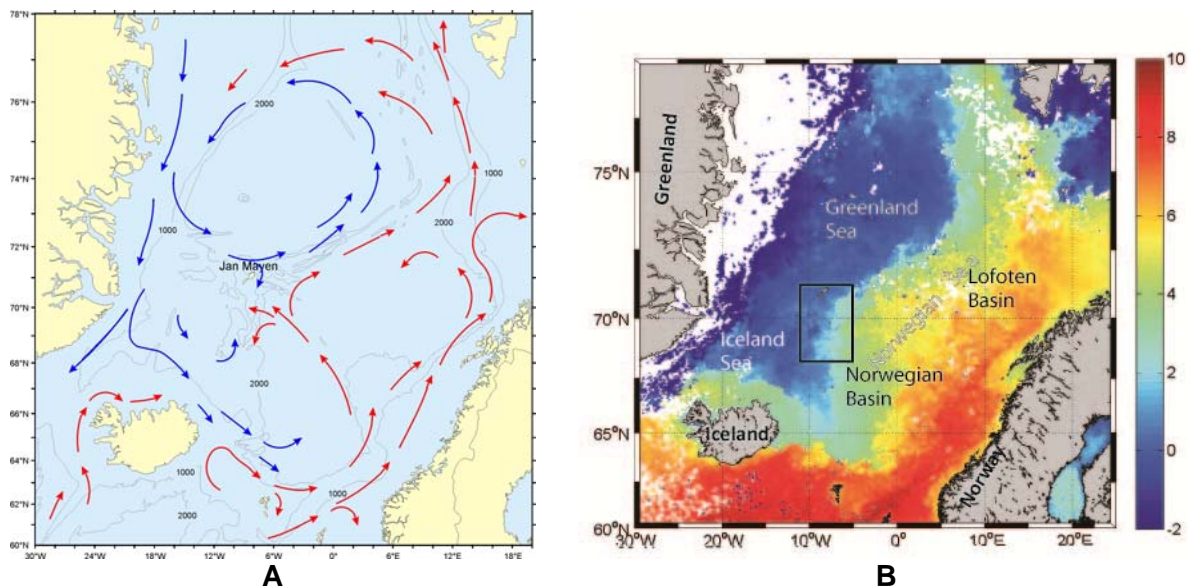 78°N
76°N
74°N
72°N
70°N
68°N
66°N
64°N
62°N
60°N
30°W
24°W
18°W
12°W
6°W
0°W
6°E
12°E
18°E
2000
1000
2000
1000
Jan Mayen
2000
1000
2000
1000
1000
A
B
Greenland
Greenland
Sea
Iceland
Sea
Iceland
Norwegian Sea
Lofoten
Basin
Norwegian
Basin
Norway
75°N
70°N
65°N
60°N
30°W
20°W
10°W
0°E
10°E
20°E
10
8
6
4
2
0
-2